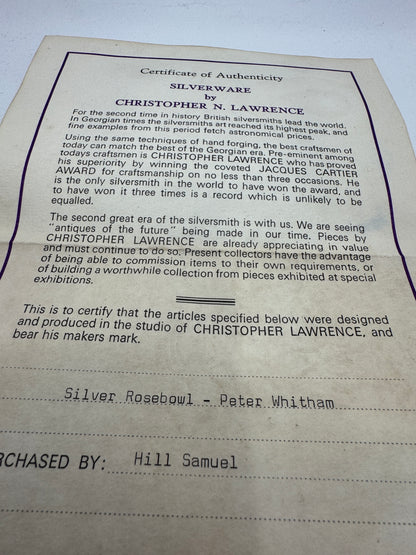 Certificate of Authenticity
SILVERWARE
by
CHRISTOPHER N. LAWRENCE
For the second time in history British silversmiths lead the world.
In Georgian times the silversmiths art reached its highest peak, and
fine examples from this period fetch astronomical prices.
Using the same techniques of hand forging, the best craftsmen of
today can match the best of the Georgian era. Pre-eminent among
todays craftsmen is CHRISTOPHER LAWRENCE who has proved
his superiority by winning the coveted JACQUES CARTIER
AWARD for craftsmanship on no less than three occasions. He
is the only silversmith in the world to have won the award, and
to have won it three times is a record which is unlikely to be
equalled.
The second great era of the silversmith is with us. We are seeing
"antiques of the future" being made in our time. Pieces by
CHRISTOPHER LAWRENCE are already appreciating in value
and must continue to do so. Present collectors have the advantage
of being able to commission items to their own requirements, or
of building a worthwhile collection from pieces exhibited at special
exhibitions.
This is to certify that the articles specified below were designed
and produced in the studio of CHRISTOPHER LAWRENCE, and
bear his makers mark.
Silver Rosebowl - Peter Whitham
RCHASED BY: Hill Samuel